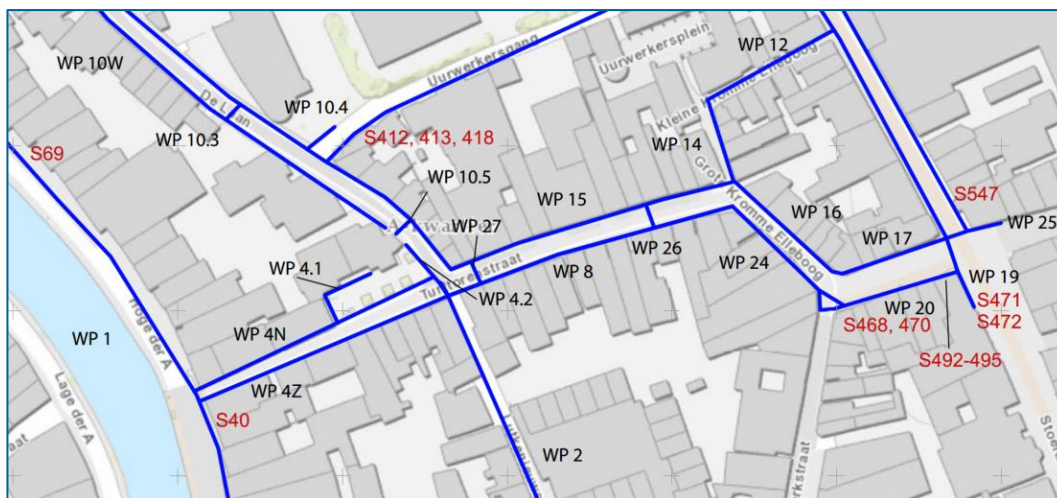 WP 12
Uurwerkersgang
Uurwerkersplein
WP 10W
De Laan
Kleine Kromme Elleboog
WP 10.4
WP 10.3
S412, 413, 418
S69
WP 14
WP 10.5
WP 15
Grote Kromme Elleboog
S547
WP 16
WP 27
WP 25
WP 17
WP 26
WP 4.1
Turftorenstraat
WP 8
WP 24
WP 4.2
WP 19
Hoge der A
S471
WP 20
S472
WP 1
WP 4N
S468, 470
S492-495
WP 4Z
Lage der A
S40
WP 2